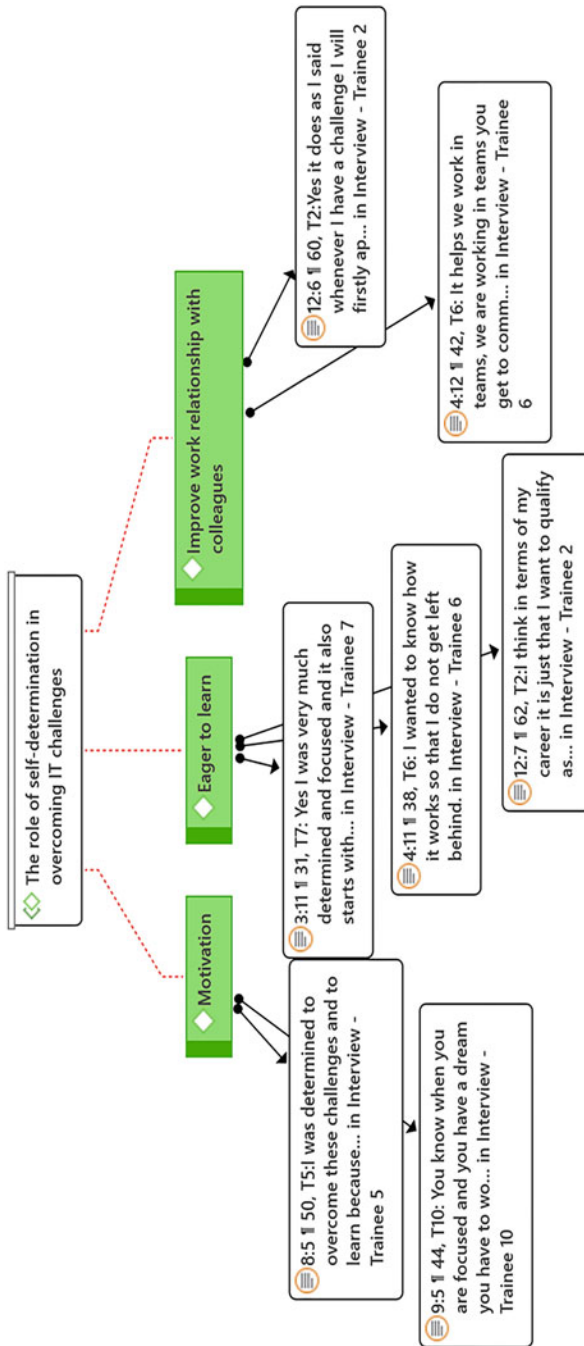 The role of self-determination in
overcoming IT challenges
Motivation
Eager to learn
Improve work relationship with
colleagues
8:5 ¶ 50, T5:I was determined to
overcome these challenges and to
learn because... in Interview -
Trainee 5
9:5 ¶ 44, T10: You know when you
are focused and you have a dream
you have to wo... in Interview -
Trainee 10
3:11 ¶ 31, T7: Yes I was very much
determined and focused and it also
starts with... in Interview - Trainee 7
4:11 ¶ 38, T6: I wanted to know how
it works so that I do not get left
behind. in Interview - Trainee 6
12:7 ¶ 62, T2:I think in terms of my
career it is just that I want to qualify
as... in Interview - Trainee 2
12:6 ¶ 60, T2:Yes it does as I said
whenever I have a challenge I will
firstly ap... in Interview - Trainee 2
4:12 ¶ 42, T6: It helps we work in
teams, we are working in teams you
get to comm... in Interview - Trainee
6